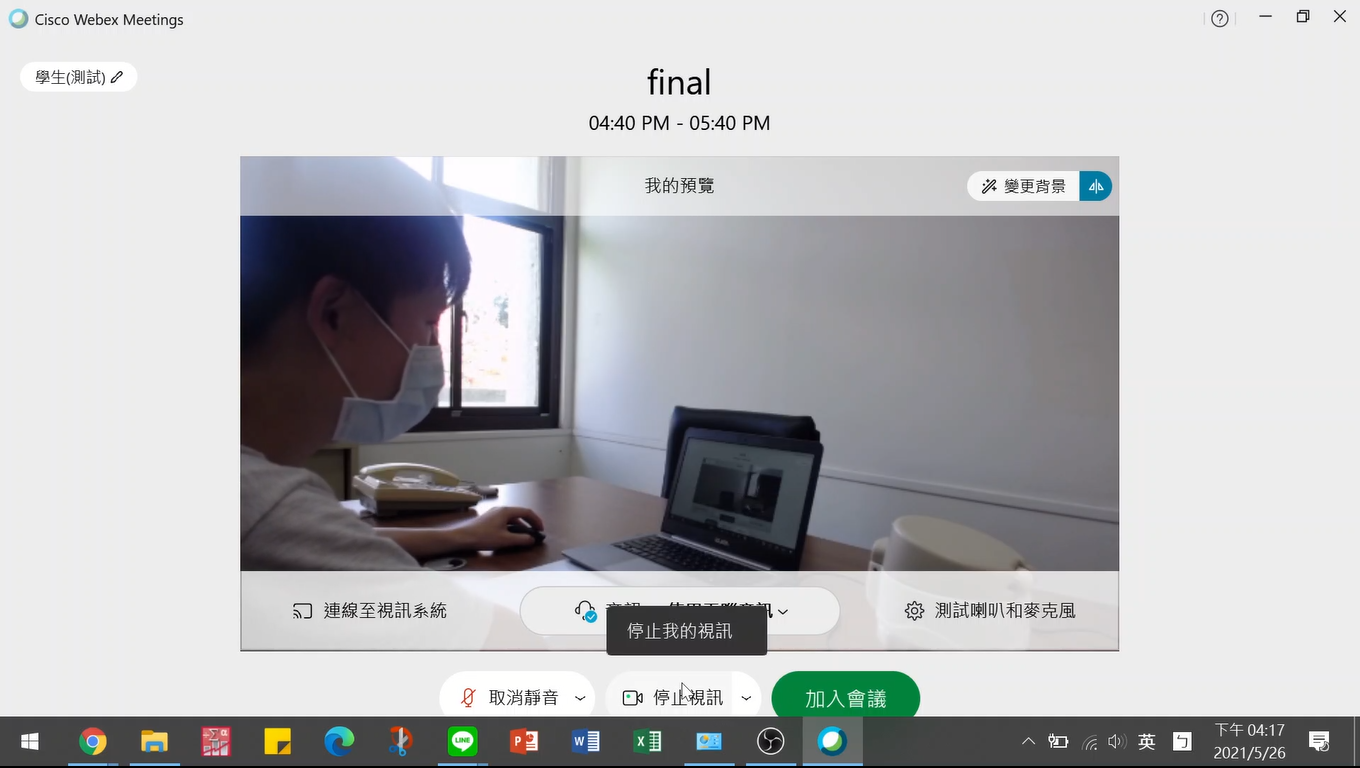 Cisco Webex Meetings
學生(測試)
final
04:40 PM - 05:40 PM
我的預覽
變更背景
連線至視訊系統
測試喇叭和麥克風
停止我的視訊
取消靜音
停止視訊
加入會議
LINE
英
下午 04:17
2021/5/26